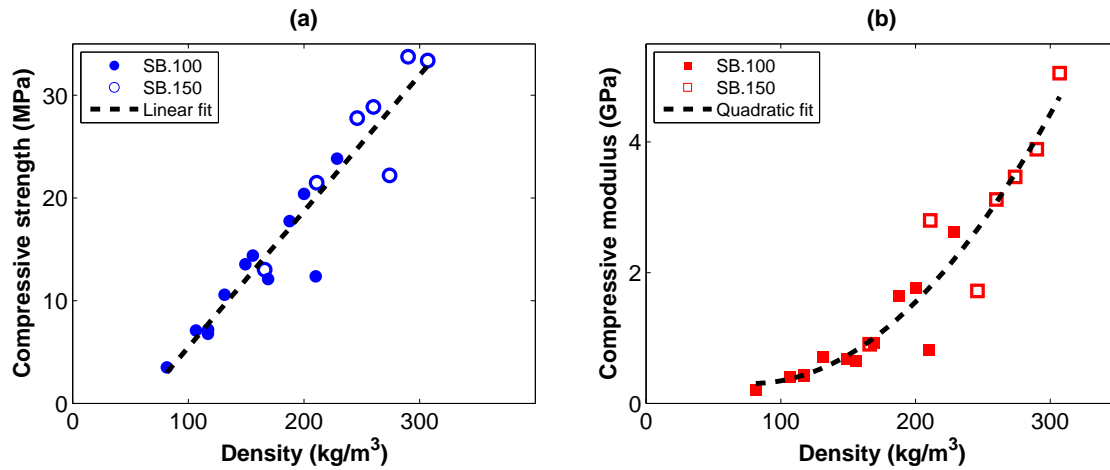 (a)
SB.100
SB.150
Linear fit
Compressive strength (MPa)
30
20
10
0
0 100 200 300
Density (kg/m³)
(b)
SB.100
SB.150
Quadratic fit
Compressive modulus (GPa)
4
2
0
0 100 200 300
Density (kg/m³)